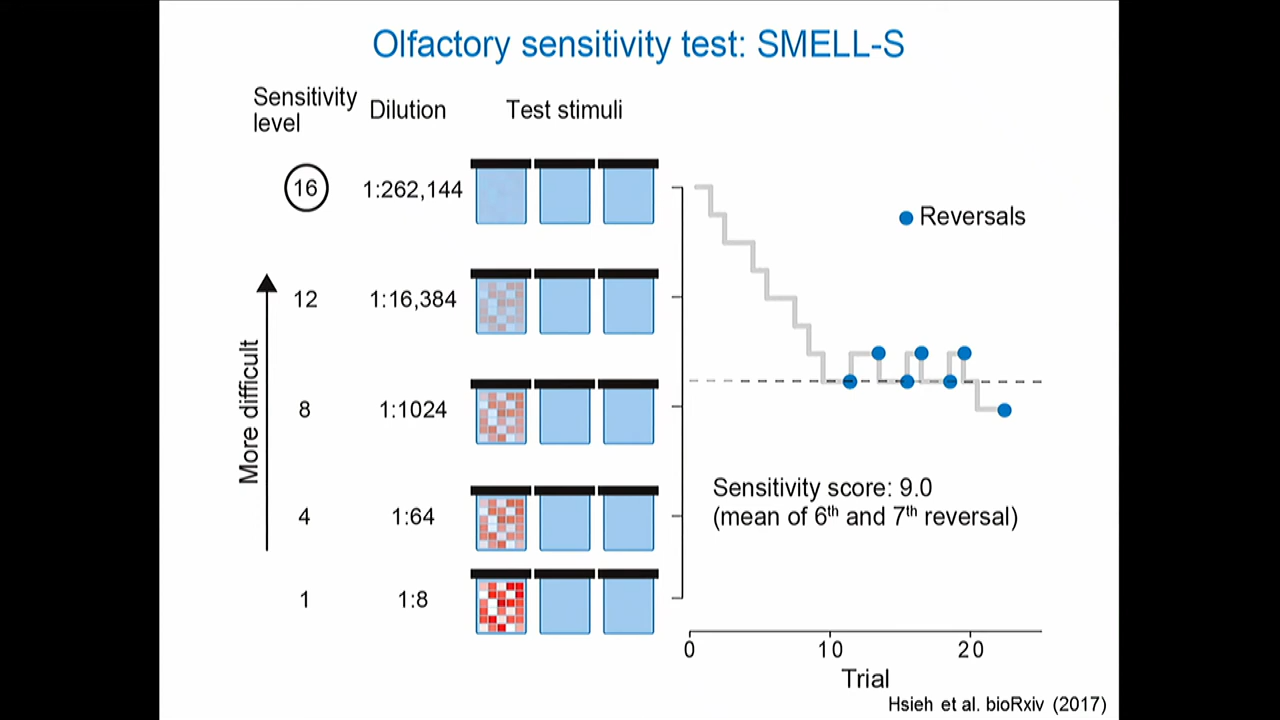 Olfactory sensitivity test: SMELL-S
Sensitivity level
Dilution
Test stimuli
16
1:262,144
12
1:16,384
8
1:1024
4
1:64
1
1:8
More difficult
Reversals
Sensitivity score: 9.0
(mean of 6th and 7th reversal)
0
10
20
Trial
Hsieh et al. bioRxiv (2017)